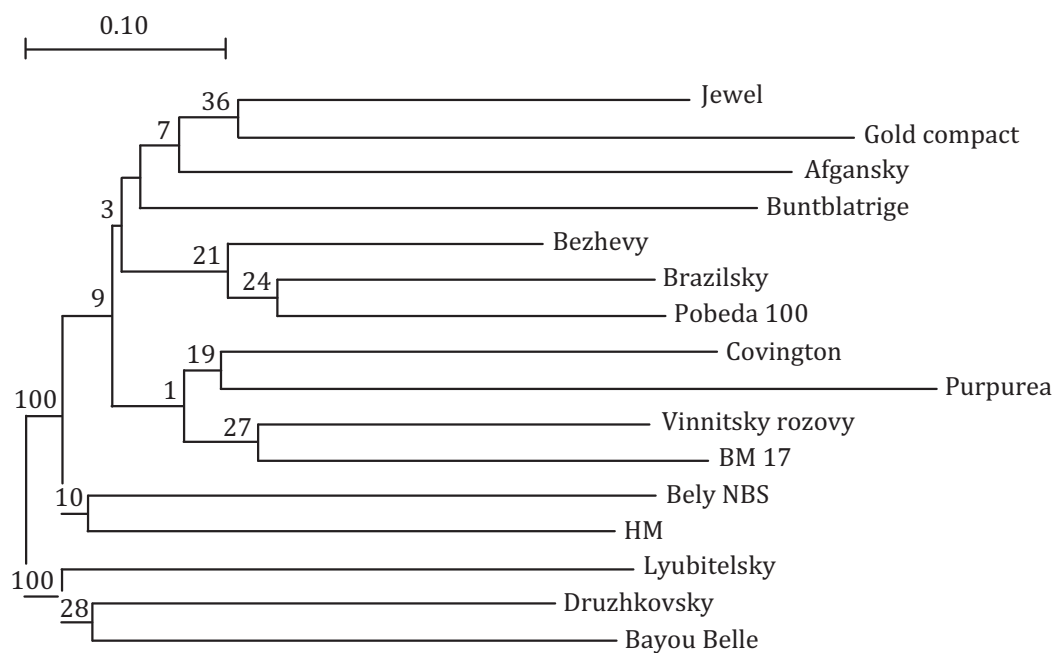 0.10
36
Jewel
7
Gold compact
Afgansky
3
Buntblatrige
21
Bezhevy
24
Brazilsky
9
Pobeda 100
19
Covington
100
1
Purpurea
27
Vinnitsky rozovy
BM 17
10
Bely NBS
HM
100
Lyubitelsky
28
Druzhkovsky
Bayou Belle